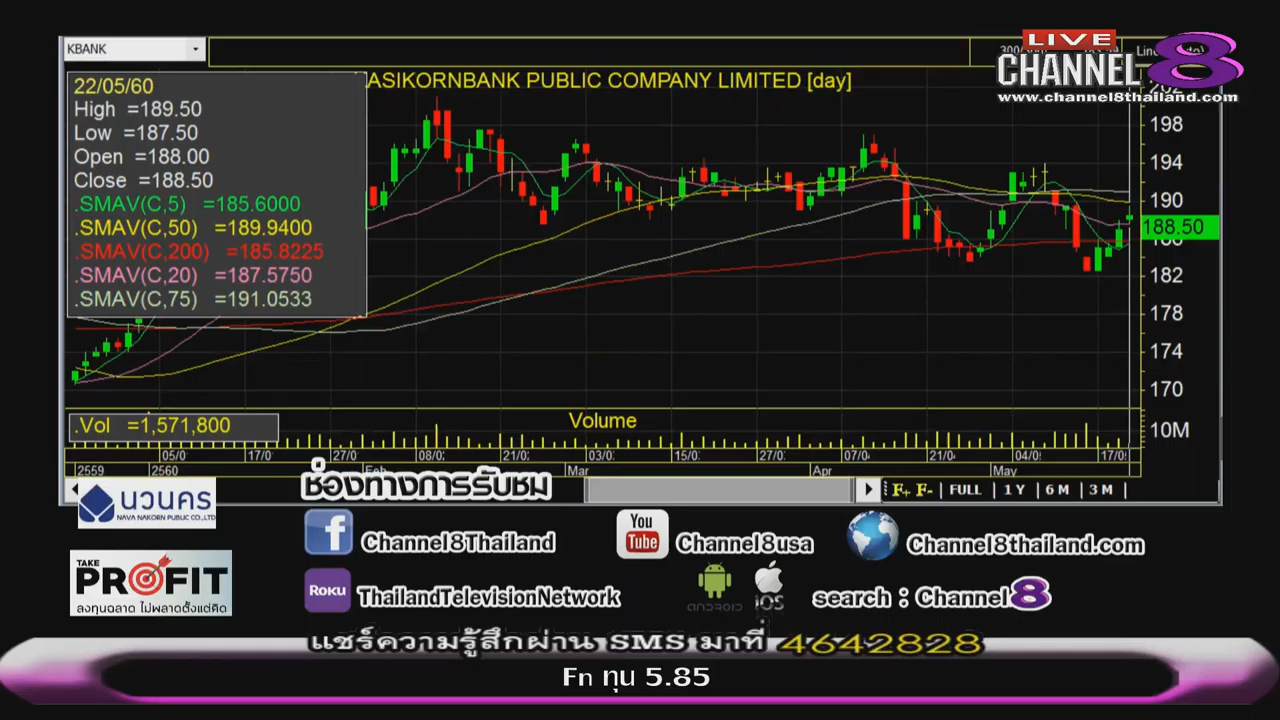 KBANK
LIVE
CHANNEL 8
www.channel8thailand.com
ASIKORNBANK PUBLIC COMPANY LIMITED [day]
22/05/60
High =189.50
Low =187.50
Open =188.00
Close =188.50
.SMAV(C,5) =185.6000
.SMAV(C,50) =189.9400
.SMAV(C,200) =185.8225
.SMAV(C,20) =187.5750
.SMAV(C,75) =191.0533
198
194
190
188.50
182
178
174
170
.Vol =1,571,800
Volume
10M
05/0 17/0 27/0 08/0 21/0 03/0 15/0 27/0 07/0 21/0 04/0 17/0
2559 2560 Feb Mar Apr May
F+ F- FULL 1 Y 6 M 3 M
ช่องทางการรับชม
นวนคร
NAVA NAKORN PUBLIC CO.,LTD
Channel8Thailand
You Tube
Channel8usa
Channel8thailand.com
TAKE PROFIT
ลงทุนฉลาด ไม่พลาดตั้งแต่คิด
ROKU
ThailandTelevisionNetwork
ANDROID
iOS
search : Channel8
แชร์ความรู้สึกผ่าน SMS มาที่ 4642828
Fn ทุน 5.85